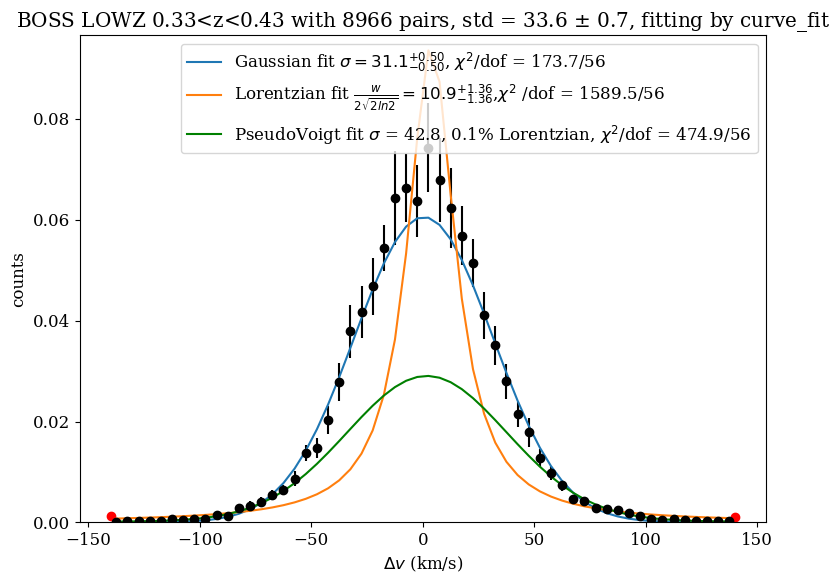 BOSS LOWZ 0.33<z<0.43 with 8966 pairs, std = 33.6 ± 0.7, fitting by curve_fit
Gaussian fit σ = 31.1^{+0.50}_{−0.50}, χ²/dof = 173.7/56
Lorentzian fit \frac{w}{2\sqrt{2ln2}} = 10.9^{+1.36}_{−1.36},χ² /dof = 1589.5/56
PseudoVoigt fit σ = 42.8, 0.1% Lorentzian, χ²/dof = 474.9/56
counts
0.08
0.06
0.04
0.02
0.00
−150 −100 −50 0 50 100 150
Δv (km/s)